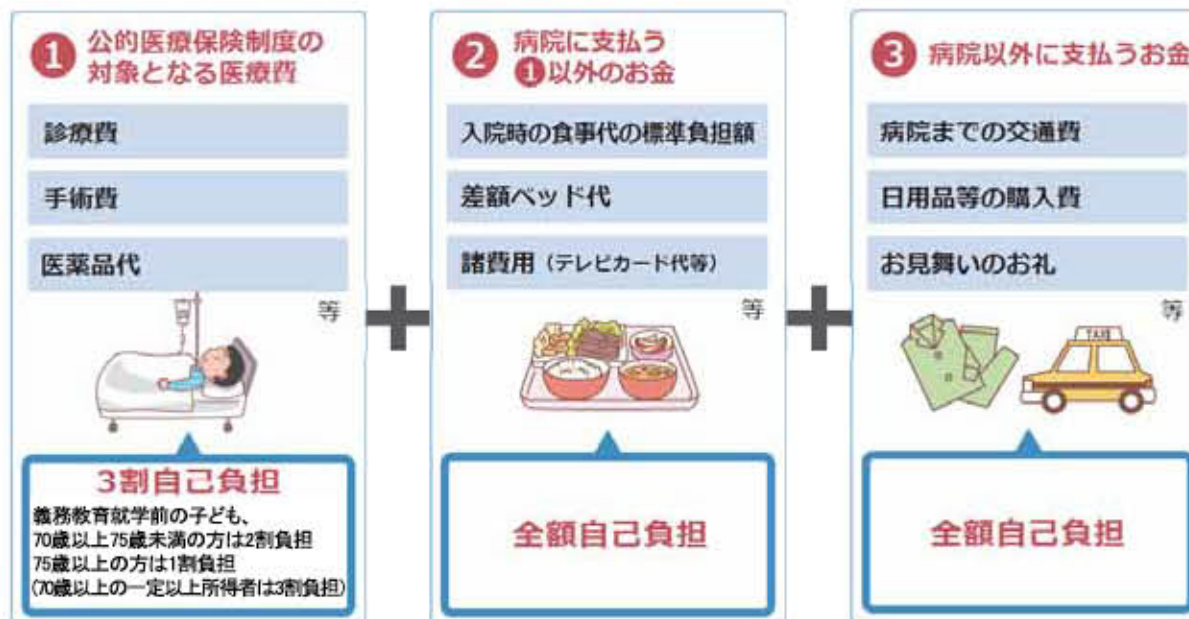 ❶ 公的医療保険制度の
対象となる医療費
診療費
手術費
医薬品代
等
3割自己負担
義務教育就学前の子ども、
70歳以上75歳未満の方は2割負担
75歳以上の方は1割負担
(70歳以上の一定以上所得者は3割負担)
+
❷ 病院に支払う
❶以外のお金
入院時の食事代の標準負担額
差額ベッド代
諸費用（テレビカード代等）
等
全額自己負担
+
❸ 病院以外に支払うお金
病院までの交通費
日用品等の購入費
お見舞いのお礼
等
TAXI
全額自己負担